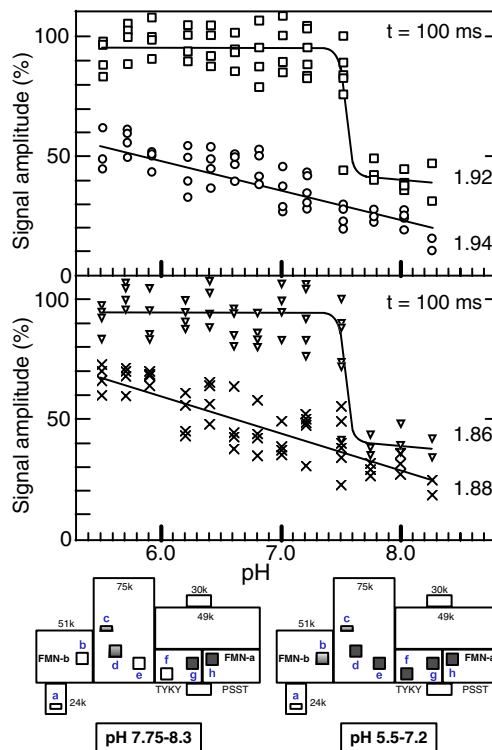 100
t = 100 ms
Signal amplitude (%)
50
1.92
1.94
0
100
t = 100 ms
Signal amplitude (%)
50
1.86
1.88
0
6.0 7.0 8.0
pH
75k 30k 75k 30k
51k c 49k 51k c 49k
b d e f g h b d e f g h
FMN-b FMN-a FMN-b FMN-a
a 24k TYKY PSST a 24k TYKY PSST
pH 7.75-8.3 pH 5.5-7.2